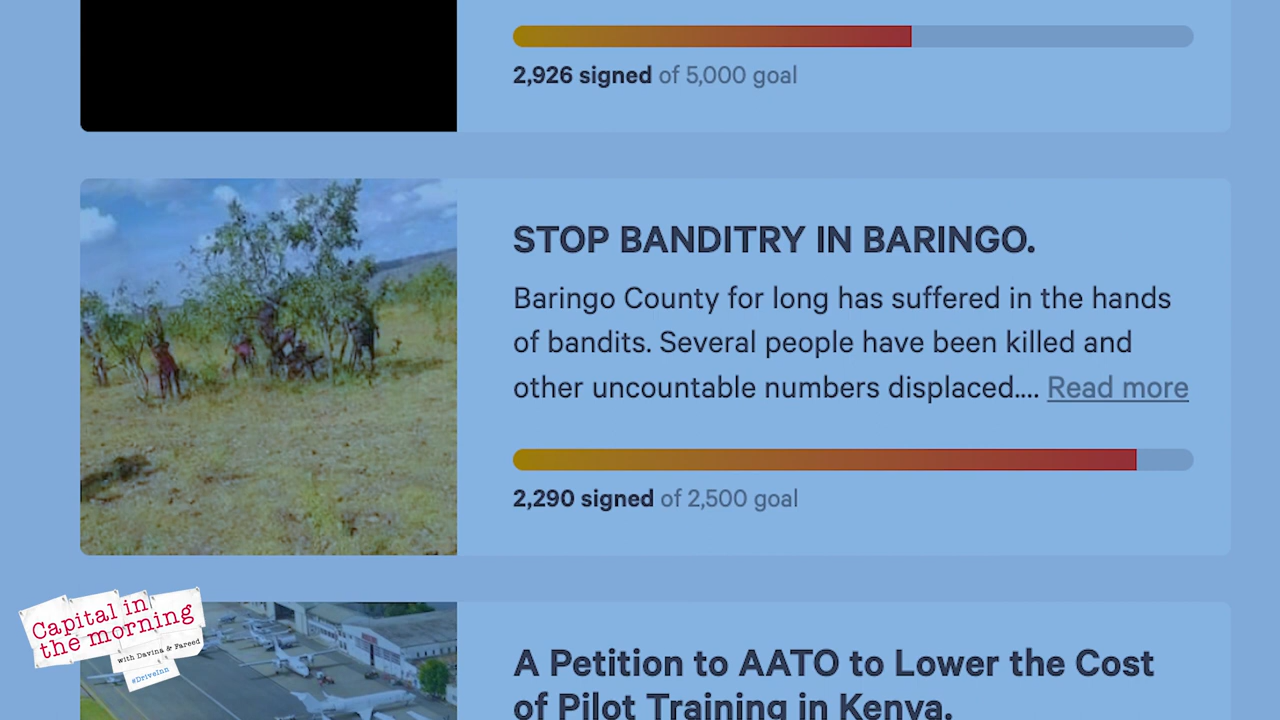 2,926 signed of 5,000 goal
STOP BANDITRY IN BARINGO.
Baringo County for long has suffered in the hands
of bandits. Several people have been killed and
other uncountable numbers displaced.... Read more
2,290 signed of 2,500 goal
Capital in
the morning
with Davina & Fareed
#DriveInn
A Petition to AATO to Lower the Cost
of Pilot Training in Kenya.